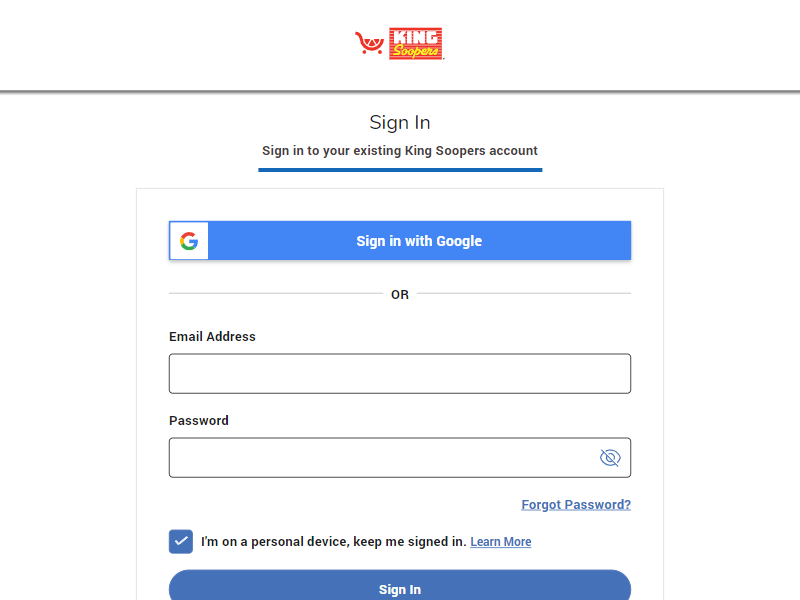 KING
Soopers
Sign In
Sign in to your existing King Soopers account
Sign in with Google
OR
Email Address
Password
Forgot Password?
I'm on a personal device, keep me signed in. Learn More
Sign In